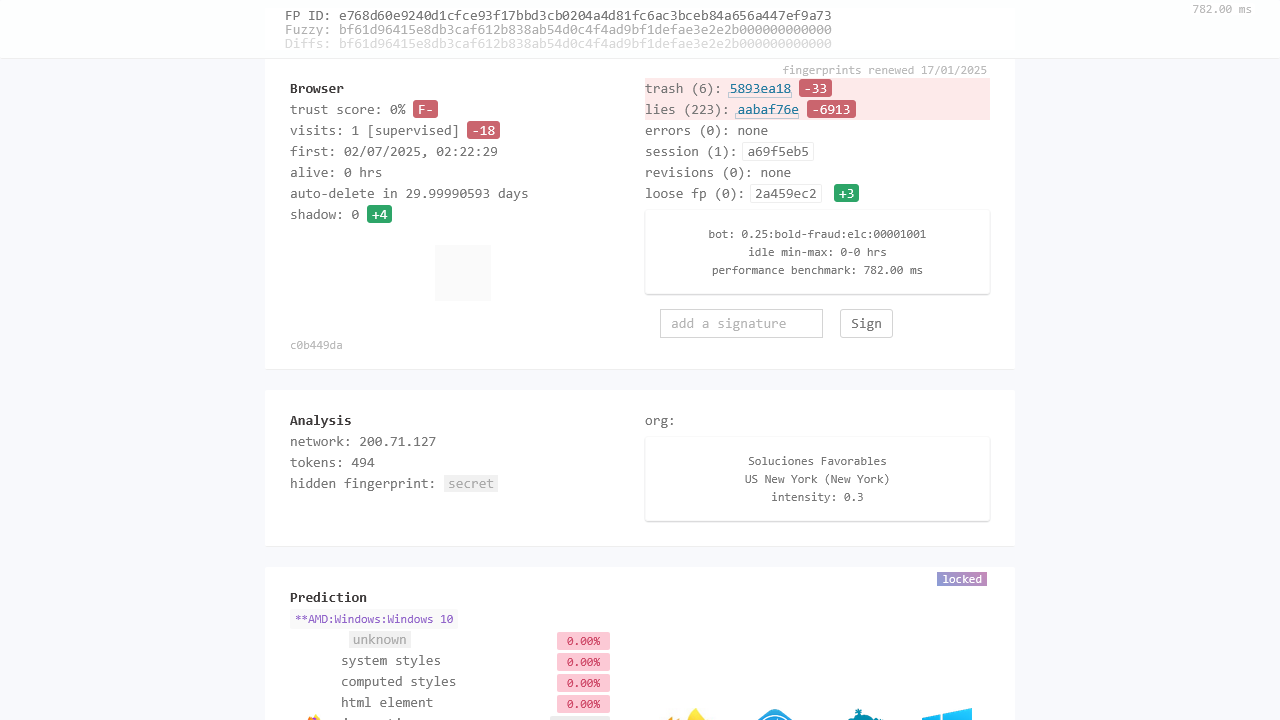 FP ID: e768d60e9240d1cfce93f17bbd3cb0204a4d81fc6ac3bceb84a656a447ef9a73
782.00 ms
Fuzzy: bf61d96415e8db3caf612b838ab54d0c4f4ad9bf1defae3e2e2b000000000000
Diffs: bf61d96415e8db3caf612b838ab54d0c4f4ad9bf1defae3e2e2b000000000000
fingerprints renewed 17/01/2025
Browser
trust score: 0% F-
visits: 1 [supervised] -18
first: 02/07/2025, 02:22:29
alive: 0 hrs
auto-delete in 29.99990593 days
shadow: 0 +4
c0b449da
trash (6): 5893ea18 -33
lies (223): aabaf76e -6913
errors (0): none
session (1): a69f5eb5
revisions (0): none
loose fp (0): 2a459ec2 +3
bot: 0.25:bold-fraud:elc:00001001
idle min-max: 0-0 hrs
performance benchmark: 782.00 ms
add a signature
Sign
Analysis
network: 200.71.127
tokens: 494
hidden fingerprint: secret
org:
Soluciones Favorables
US New York (New York)
intensity: 0.3
locked
Prediction
**AMD:Windows:Windows 10
unknown 0.00%
system styles 0.00%
computed styles 0.00%
html element 0.00%